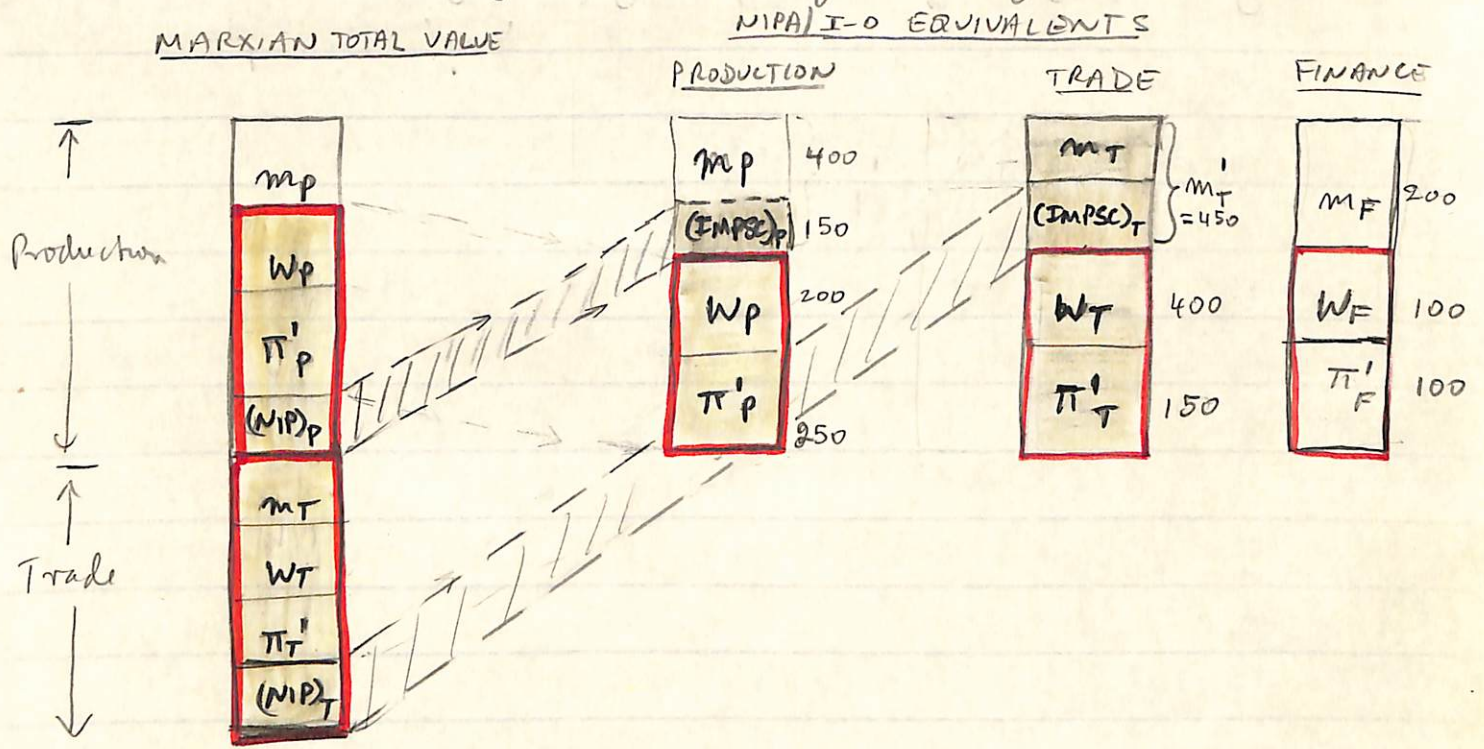 MARXIAN TOTAL VALUE
NIPA/I-O EQUIVALENTS
PRODUCTION
TRADE
FINANCE
Production
mp
Wp
π'p
(NIP)p
Trade
mT
WT
πT'
(NIP)T
mp 400
(IMPSC)p 150
Wp 200
π'p 250
mT
(IMPSC)T
m'T
=450
WT 400
π'T 150
mF 200
WF 100
π'F 100